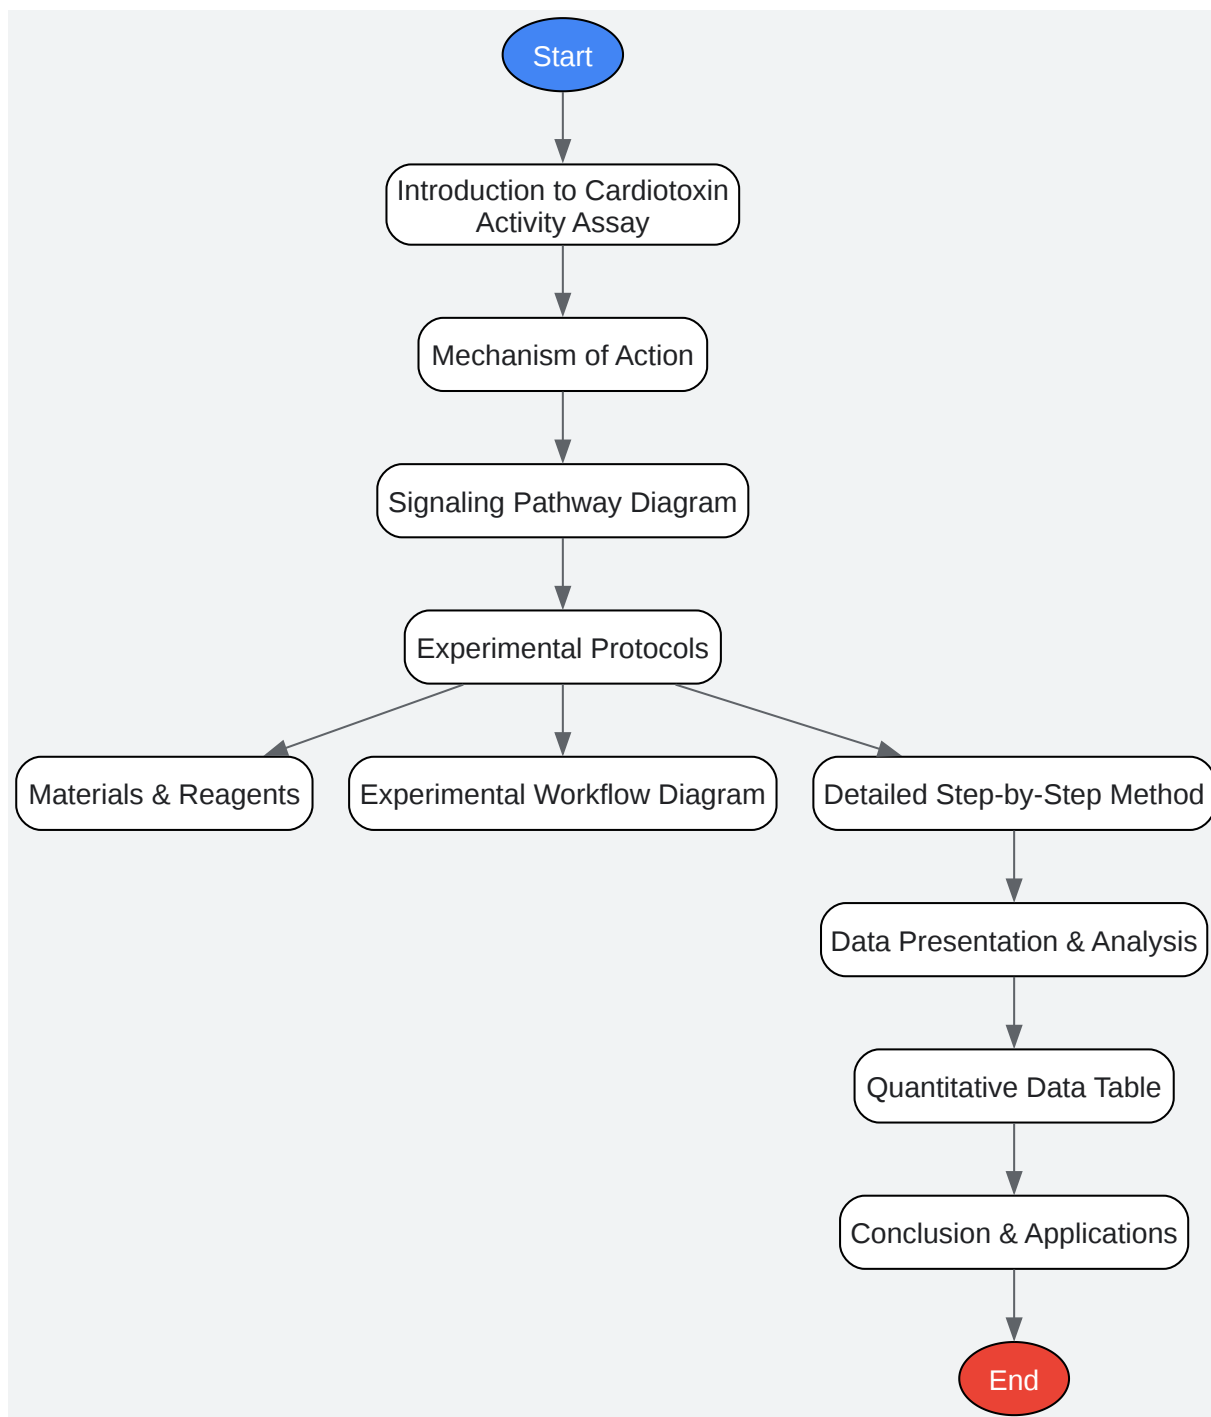 Start
Introduction to Cardiotoxin
Activity Assay
Mechanism of Action
Signaling Pathway Diagram
Experimental Protocols
Materials & Reagents
Experimental Workflow Diagram
Detailed Step-by-Step Method
Data Presentation & Analysis
Quantitative Data Table
Conclusion & Applications
End